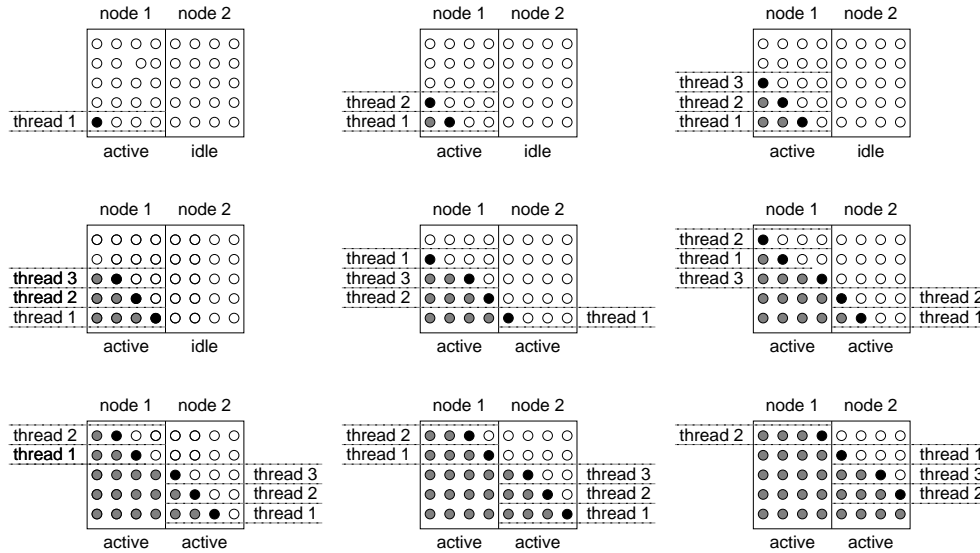 node 1 node 2
thread 1
active idle
node 1 node 2
thread 2
thread 1
active idle
node 1 node 2
thread 3
thread 2
thread 1
active idle
node 1 node 2
thread 3
thread 2
thread 1
active idle
node 1 node 2
thread 1
thread 3
thread 2
thread 1
active active
node 1 node 2
thread 2
thread 1
thread 3
thread 2
thread 1
active active
node 1 node 2
thread 2
thread 1
thread 3
thread 2
thread 1
active active
node 1 node 2
thread 2
thread 1
thread 3
thread 2
thread 1
active active
node 1 node 2
thread 2
thread 1
thread 3
thread 2
active active